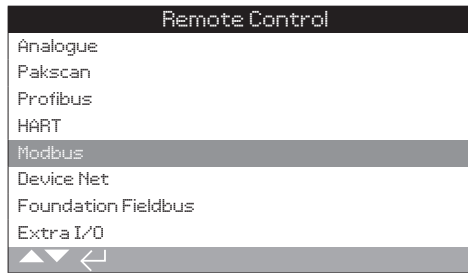 Remote Control
Analogue
Pakscan
Profibus
HART
Modbus
Device Net
Foundation Fieldbus
Extra I/O